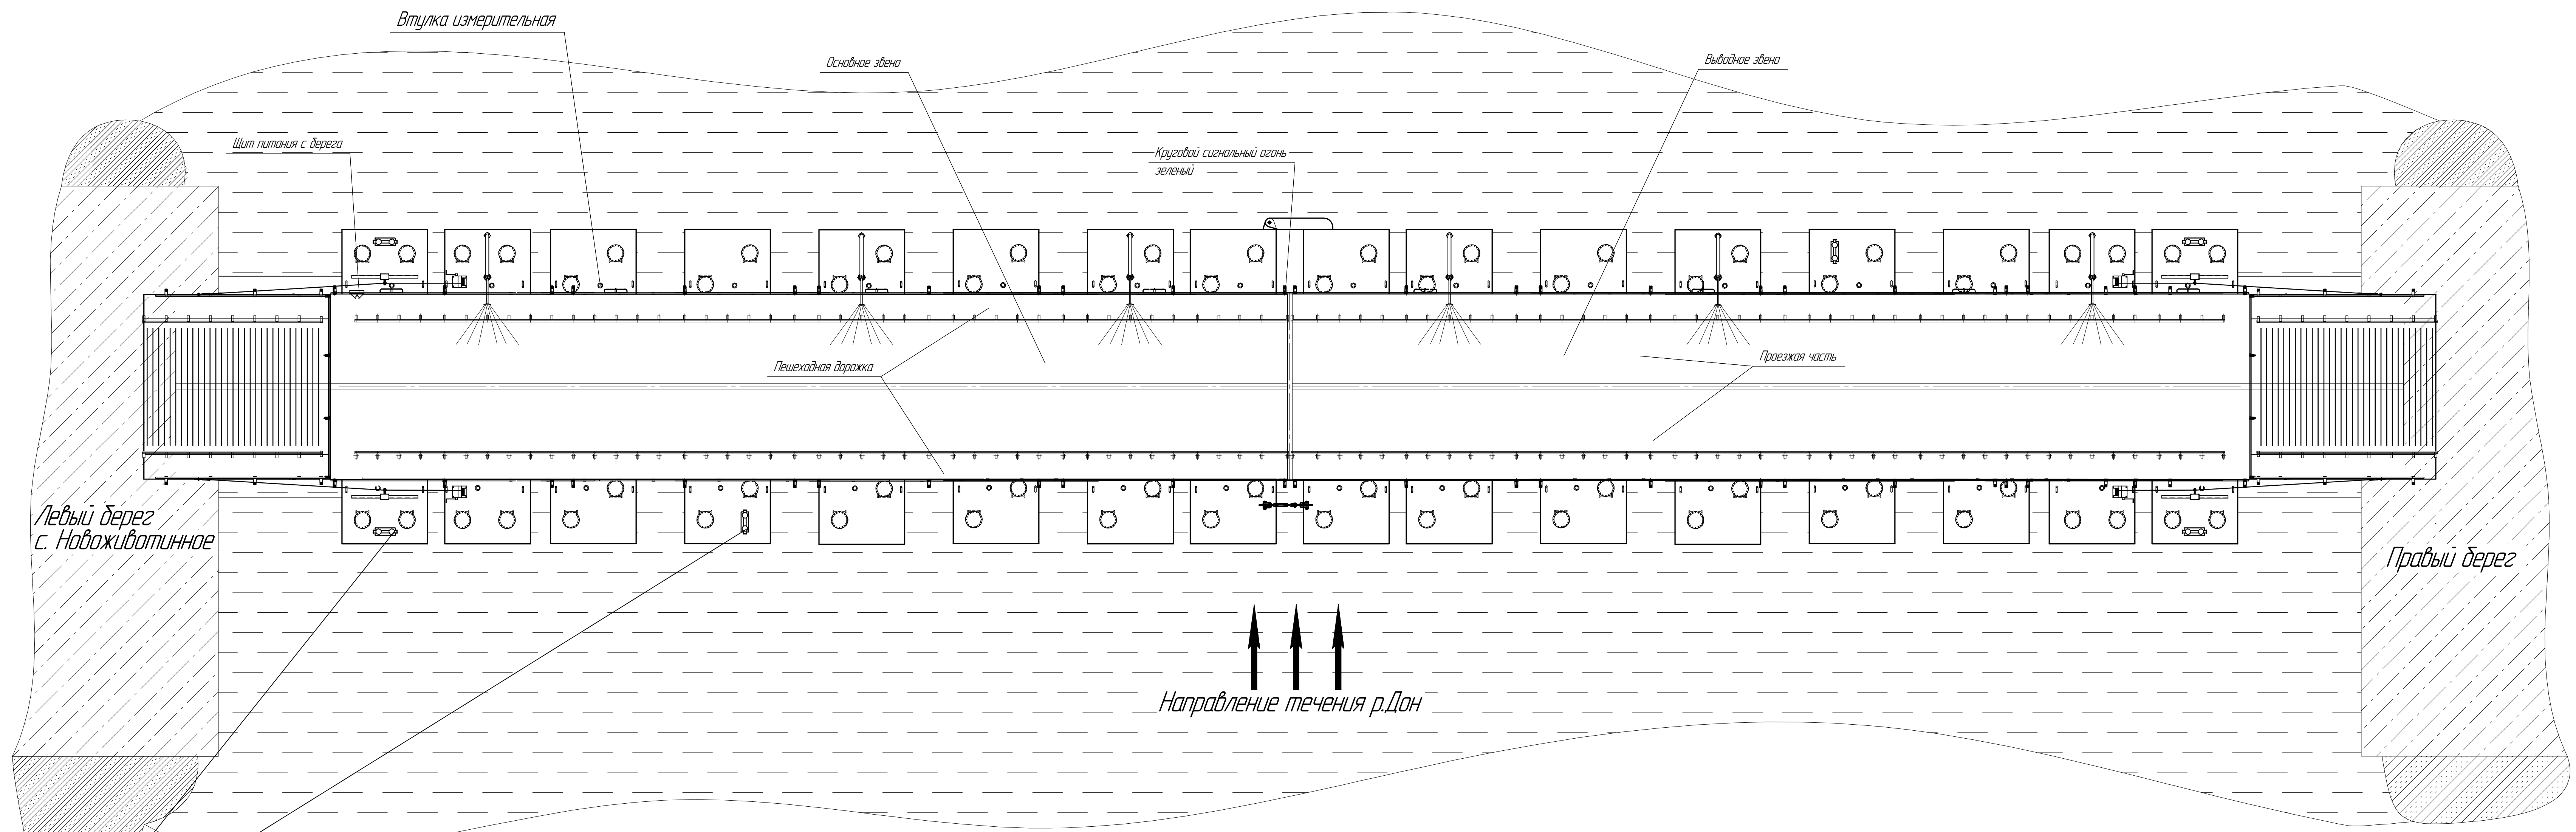 Втулка измерительная
Основное звено
Выводное звено
Щит питания с берега
Круговой сигнальный огонь
зеленый
Пешеходная дорожка
Проезжая часть
Левый берег
с. Новоживотинное
Правый берег
Направление течения р.Дон